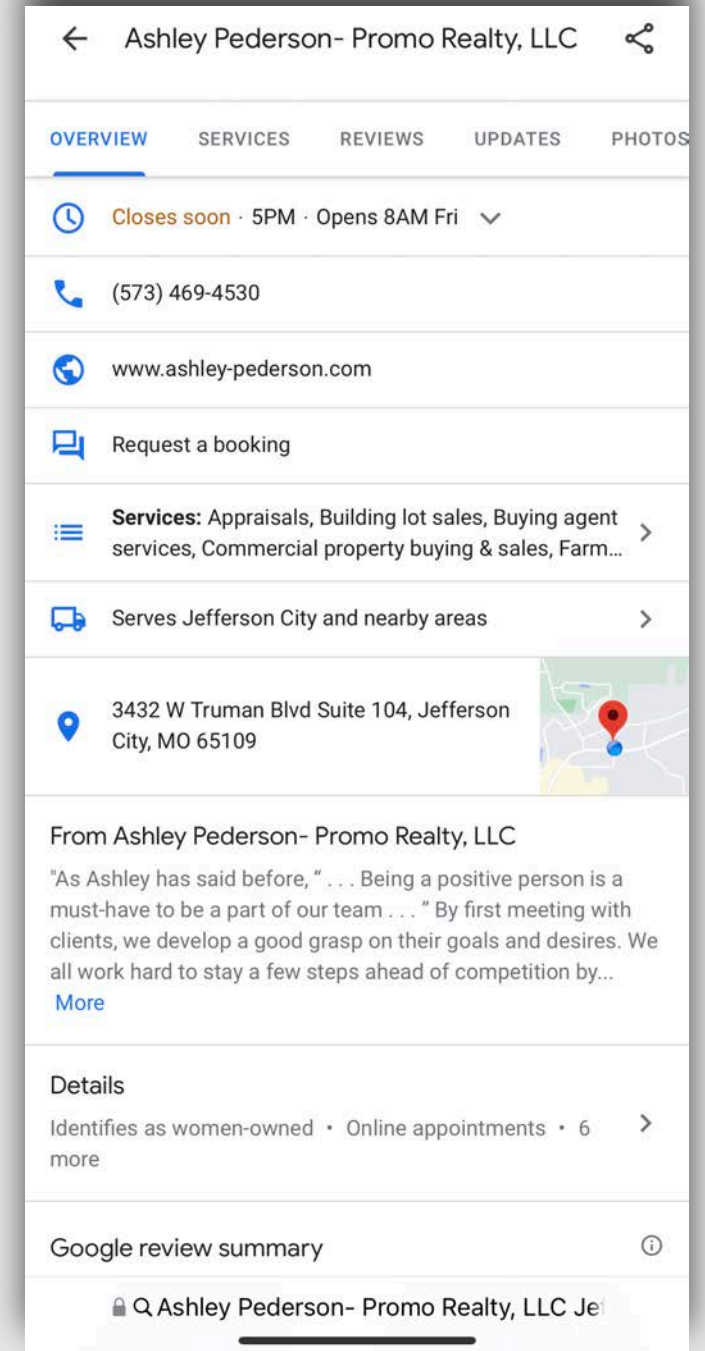 Ashley Pederson- Promo Realty, LLC
OVERVIEW SERVICES REVIEWS UPDATES PHOTOS
Closes soon · 5PM · Opens 8AM Fri
(573) 469-4530
www.ashley-pederson.com
Request a booking
Services: Appraisals, Building lot sales, Buying agent
services, Commercial property buying & sales, Farm...
Serves Jefferson City and nearby areas
3432 W Truman Blvd Suite 104, Jefferson
City, MO 65109
From Ashley Pederson- Promo Realty, LLC
"As Ashley has said before, “ . . . Being a positive person is a
must-have to be a part of our team . . . ” By first meeting with
clients, we develop a good grasp on their goals and desires. We
all work hard to stay a few steps ahead of competition by...
More
Details
Identifies as women-owned • Online appointments • 6
more
Google review summary
Ashley Pederson- Promo Realty, LLC Jef